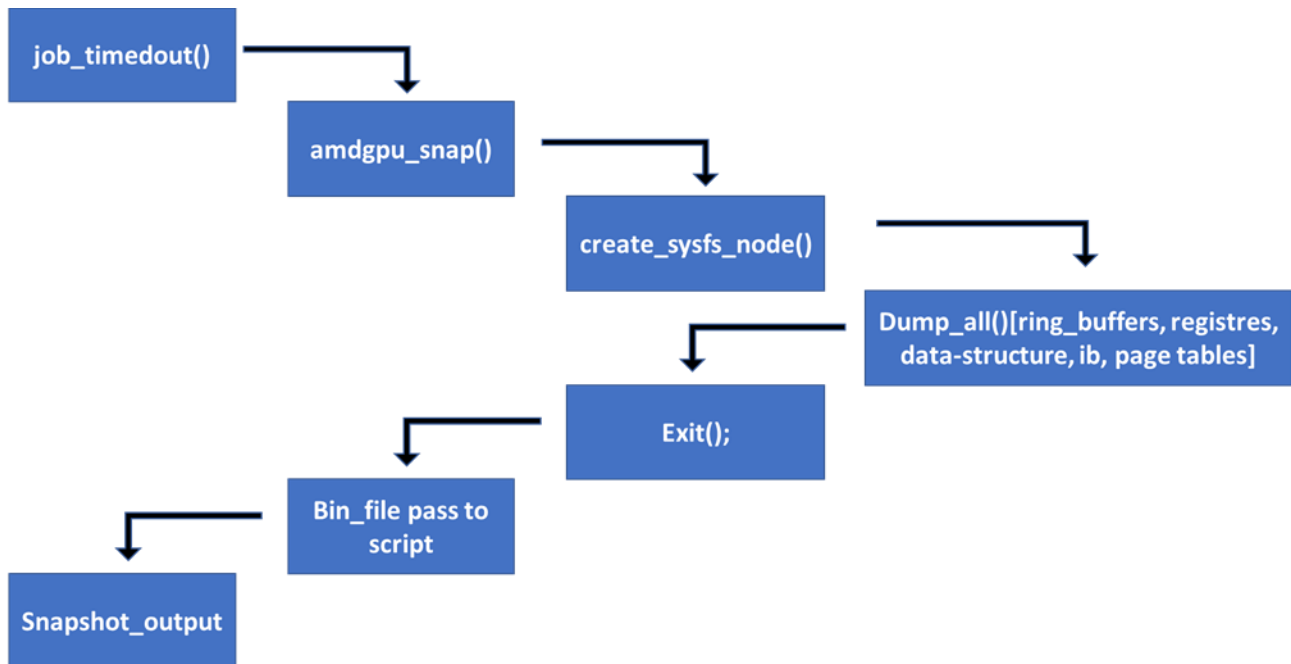 job_timedout()
amdgpu_snap()
create_sysfs_node()
Dump_all()[ring_buffers, registres,
data-structure, ib, page tables]
Exit();
Bin_file pass to
script
Snapshot_output